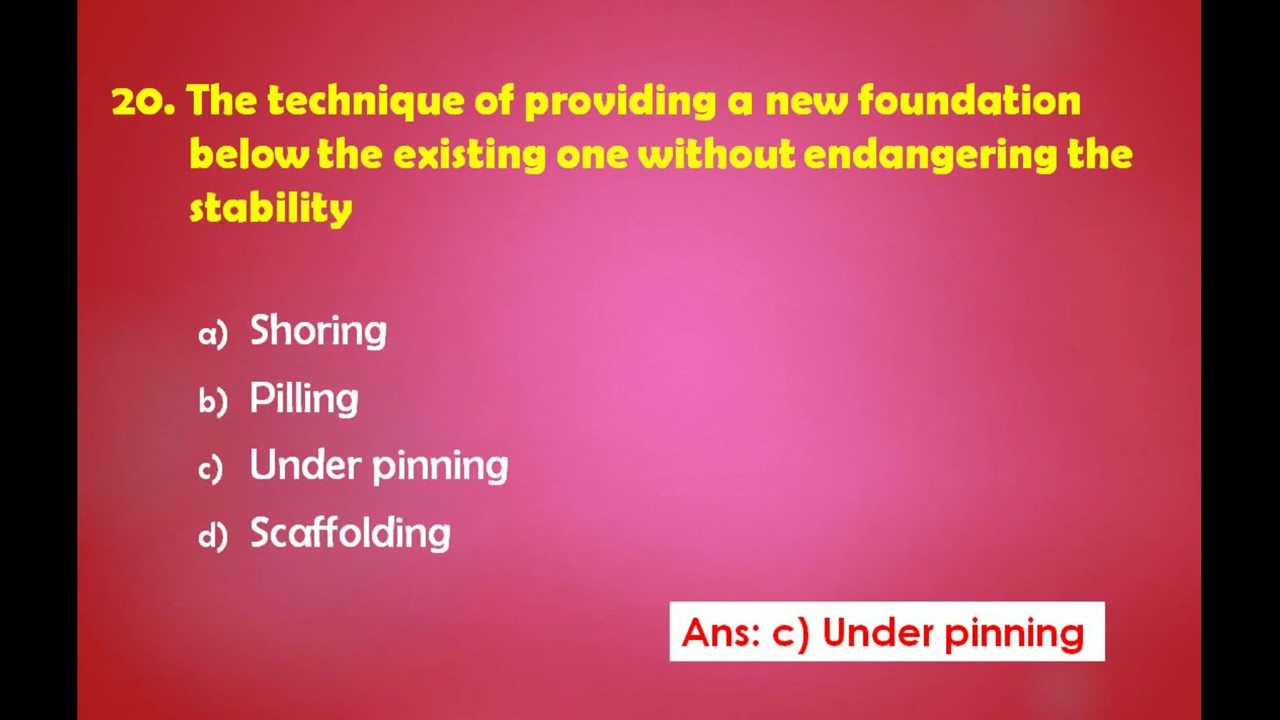 20. The technique of providing a new foundation
below the existing one without endangering the
stability
a) Shoring
b) Pilling
c) Under pinning
d) Scaffolding
Ans: c) Under pinning